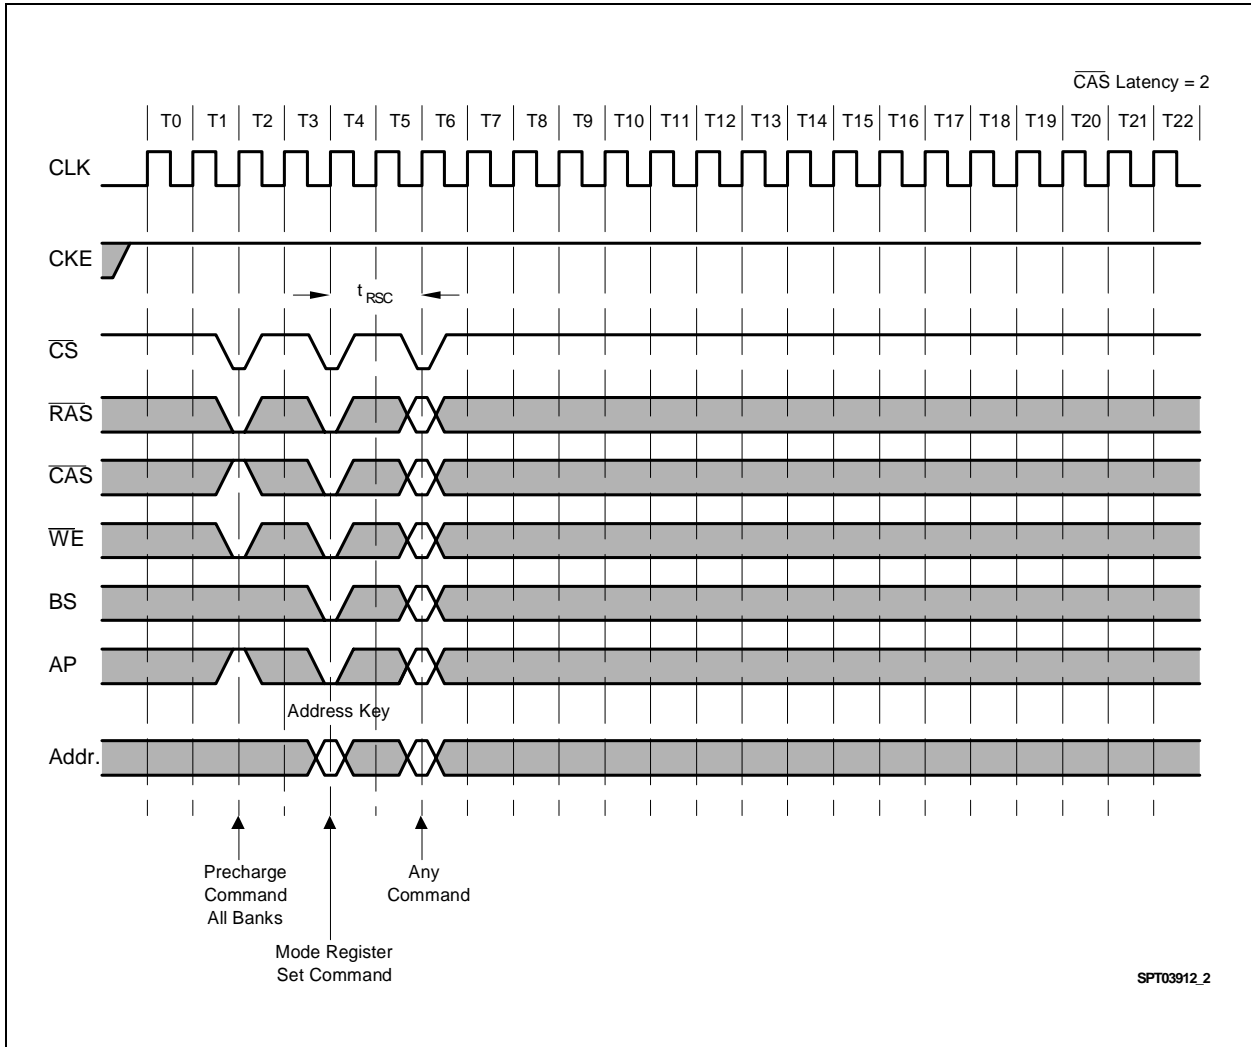 CAS Latency = 2
T0 T1 T2 T3 T4 T5 T6 T7 T8 T9 T10 T11 T12 T13 T14 T15 T16 T17 T18 T19 T20 T21 T22
CLK
CKE
t RSC
CS
RAS
CAS
WE
BS
AP
Address Key
Addr.
Precharge
Command
All Banks
Any
Command
Mode Register
Set Command
SPT03912_2